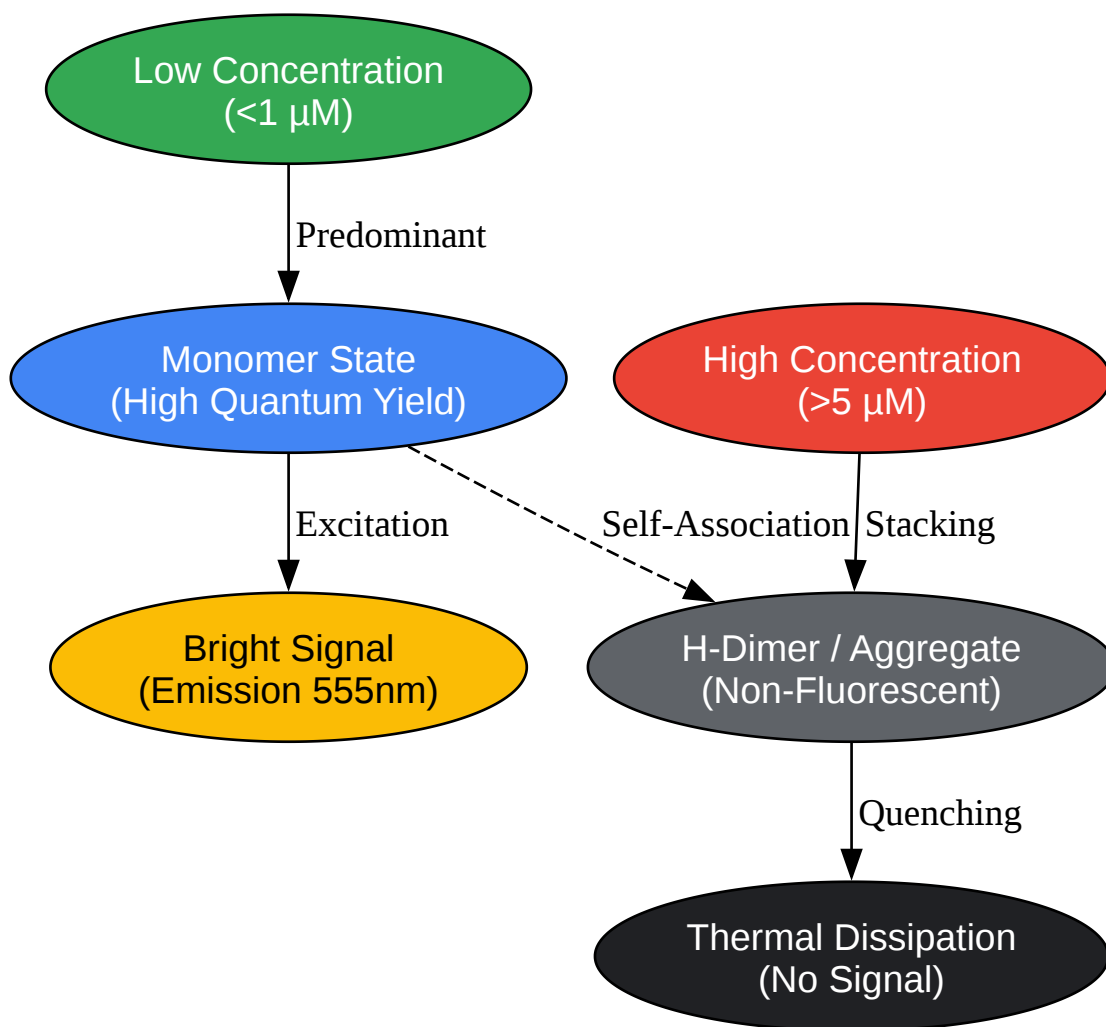 Low Concentration
(<1 µM)
Predominant
Monomer State
(High Quantum Yield)
High Concentration
(>5 µM)
Excitation
Self-Association
Stacking
Bright Signal
(Emission 555nm)
H-Dimer / Aggregate
(Non-Fluorescent)
Quenching
Thermal Dissipation
(No Signal)